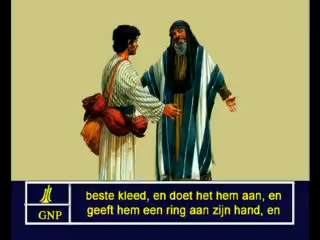 beste kleed, en doet het hem aan, en
geeft hem een ring aan zijn hand, en
GNP